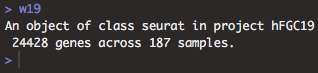 > w19
An object of class seurat in project hFGC19
 24428 genes across 187 samples.
>